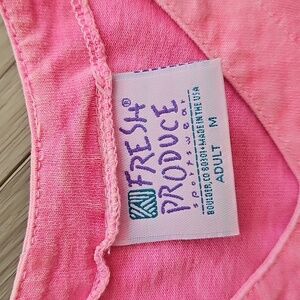 FRESH®
PRODUCE
sportswear
BOULDER, CO 80301 • MADE IN THE USA
ADULT M